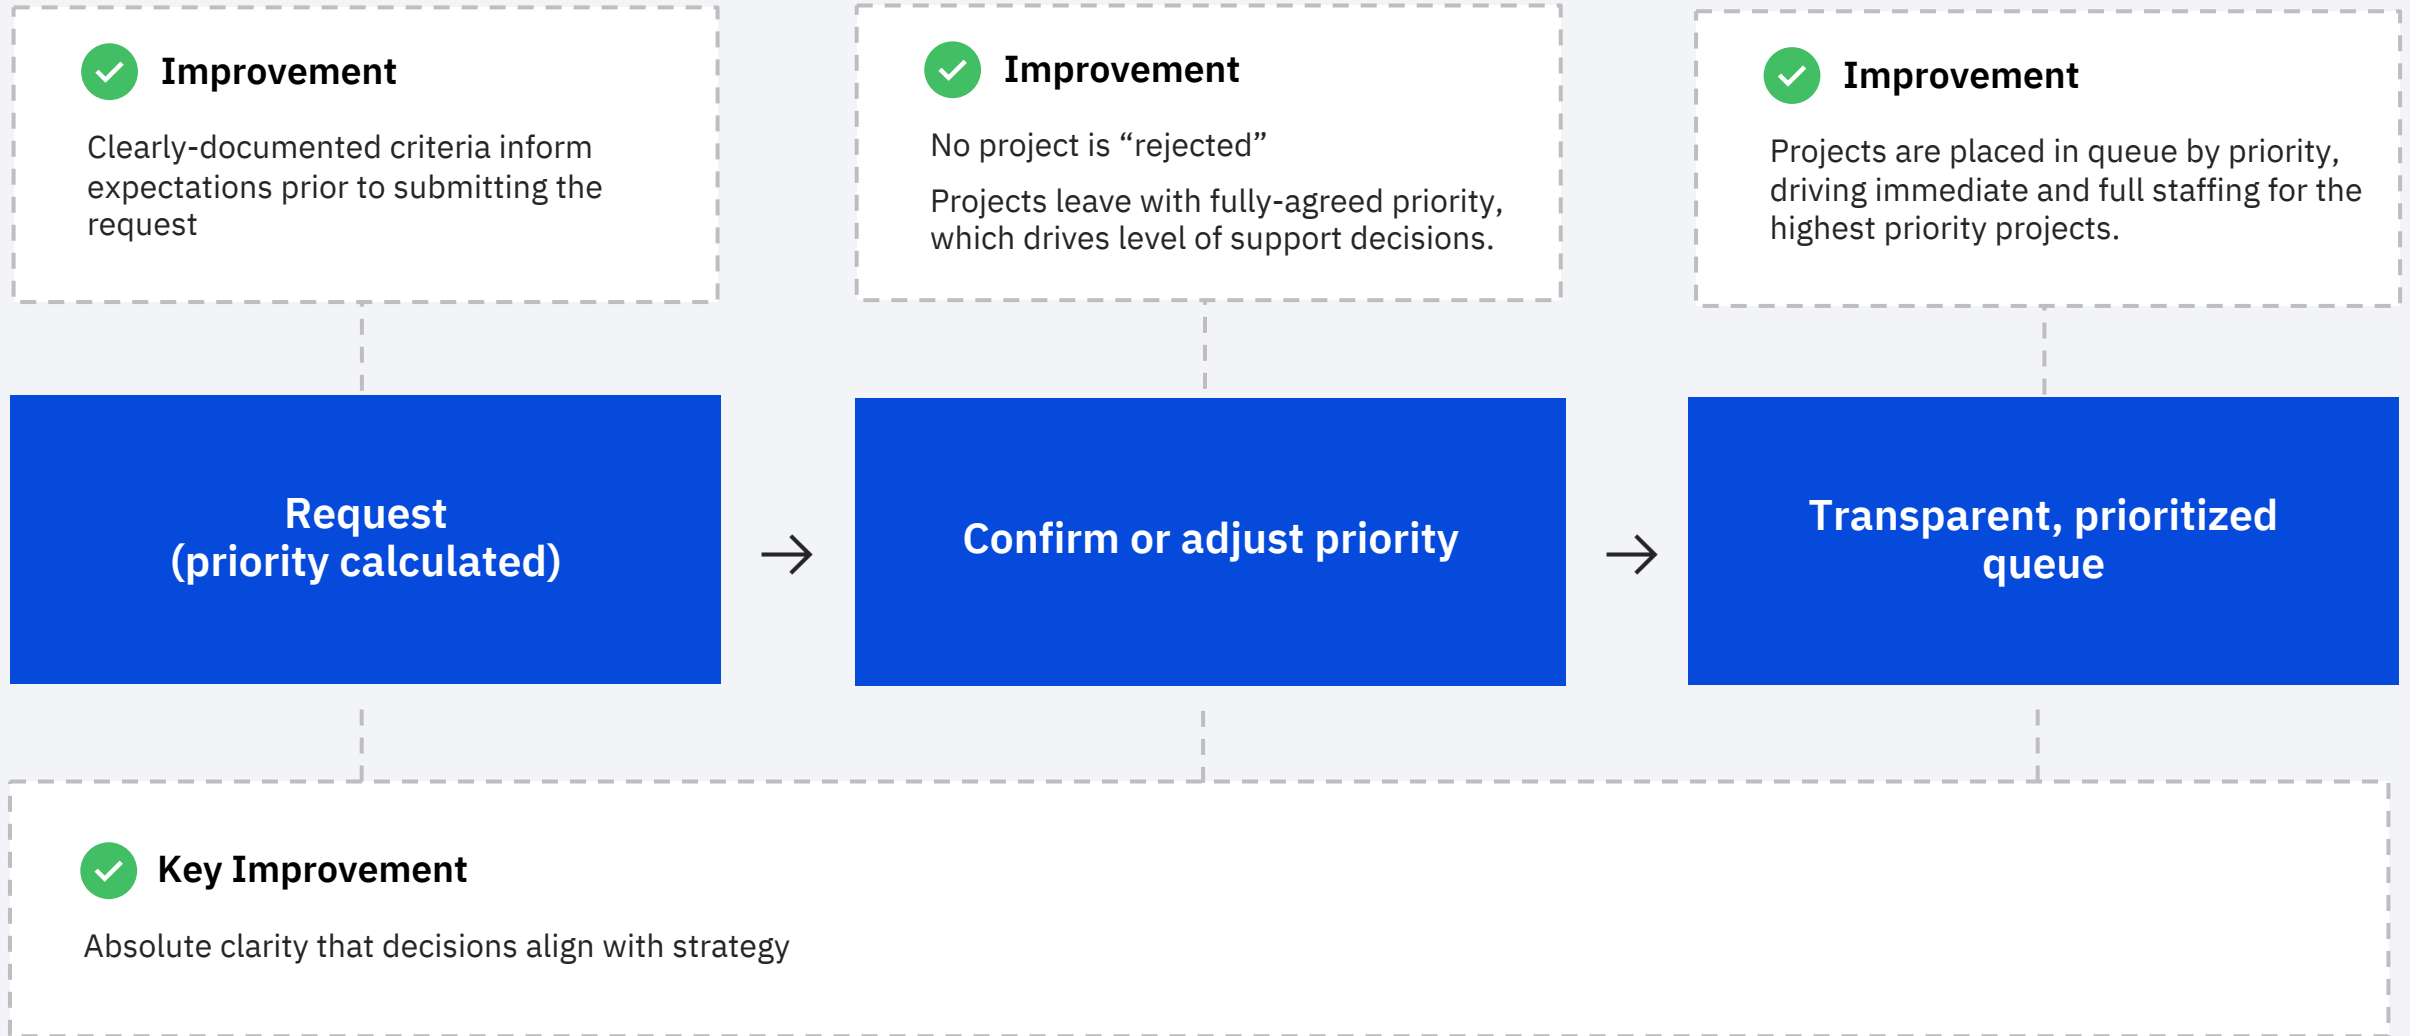 Improvement
Clearly-documented criteria inform
expectations prior to submitting the
request
Improvement
No project is “rejected”
Projects leave with fully-agreed priority,
which drives level of support decisions.
Improvement
Projects are placed in queue by priority,
driving immediate and full staffing for the
highest priority projects.
Request
(priority calculated)
Confirm or adjust priority
Transparent, prioritized
queue
Key Improvement
Absolute clarity that decisions align with strategy